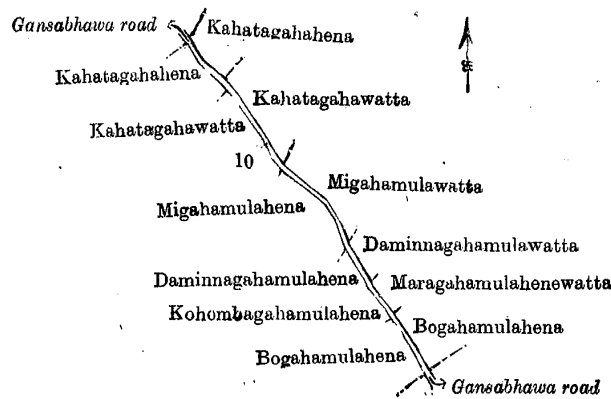 Gansabhawa road
Kahatagahahena
Kahatagahahena
Kahatagahawatta
Kahatagahawatta
10
Migahamulawatta
Migahamulahena
Daminnagahamulawatta
Daminnagahamulahena
Maragahamulahenewatta
Kohombagahamulahena
Bogahamulahena
Bogahamulahena
Gansabhawa road